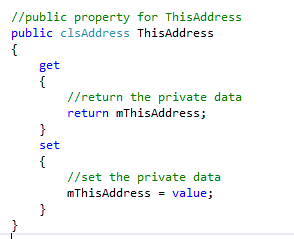 //public property for ThisAddress
public clsAddress ThisAddress
{
get
{
//return the private data
return mThisAddress;
}
set
{
//set the private data
mThisAddress = value;
}
}